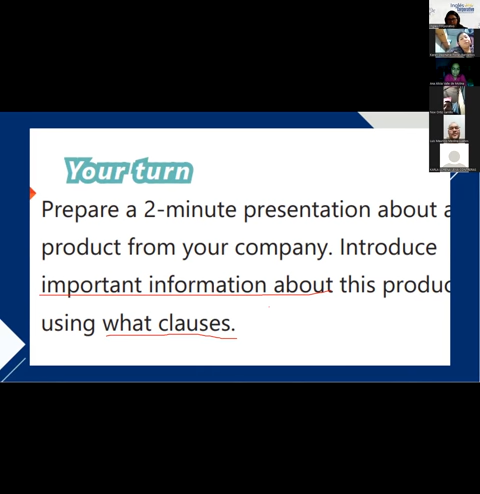 Your turn
Prepare a 2-minute presentation about a
product from your company. Introduce
important information about this produc
using what clauses.